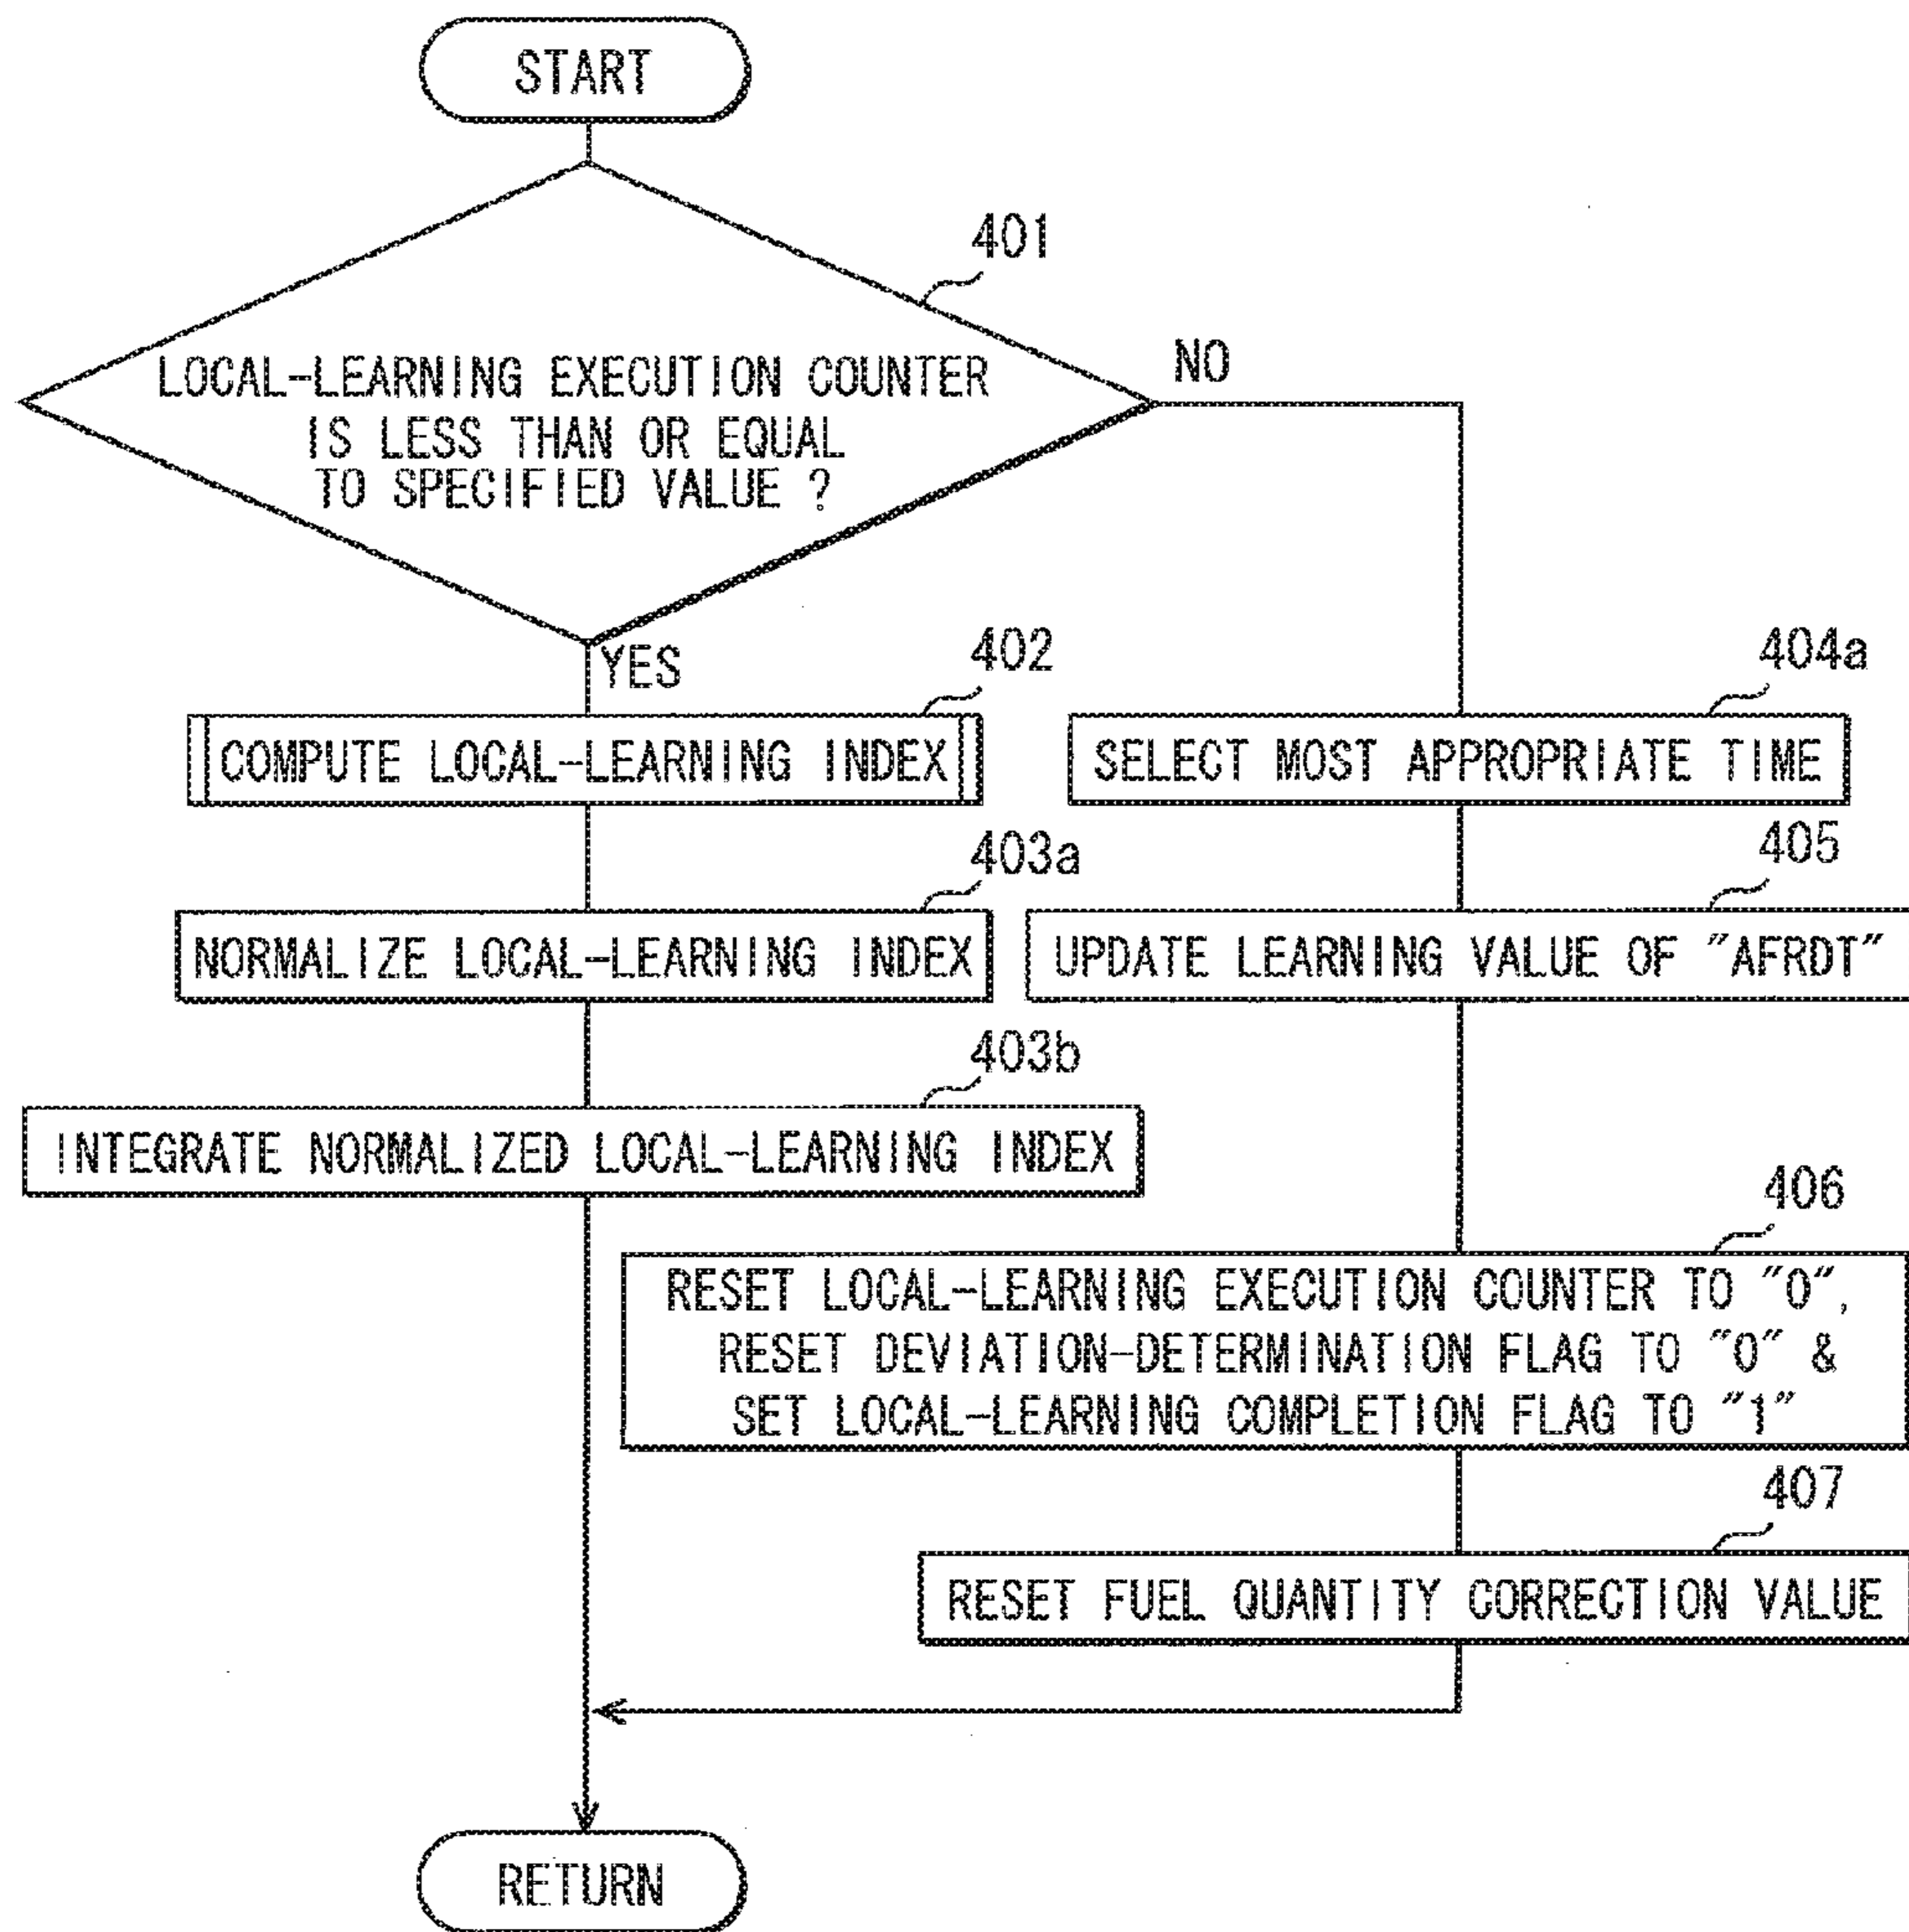 START
401
LOCAL-LEARNING EXECUTION COUNTER
IS LESS THAN OR EQUAL
TO SPECIFIED VALUE ?
NO
YES
402
COMPUTE LOCAL-LEARNING INDEX
404a
SELECT MOST APPROPRIATE TIME
403a
NORMALIZE LOCAL-LEARNING INDEX
405
UPDATE LEARNING VALUE OF "AFRDT"
403b
INTEGRATE NORMALIZED LOCAL-LEARNING INDEX
406
RESET LOCAL-LEARNING EXECUTION COUNTER TO "0",
RESET DEVIATION-DETERMINATION FLAG TO "0" &
SET LOCAL-LEARNING COMPLETION FLAG TO "1"
407
RESET FUEL QUANTITY CORRECTION VALUE
RETURN